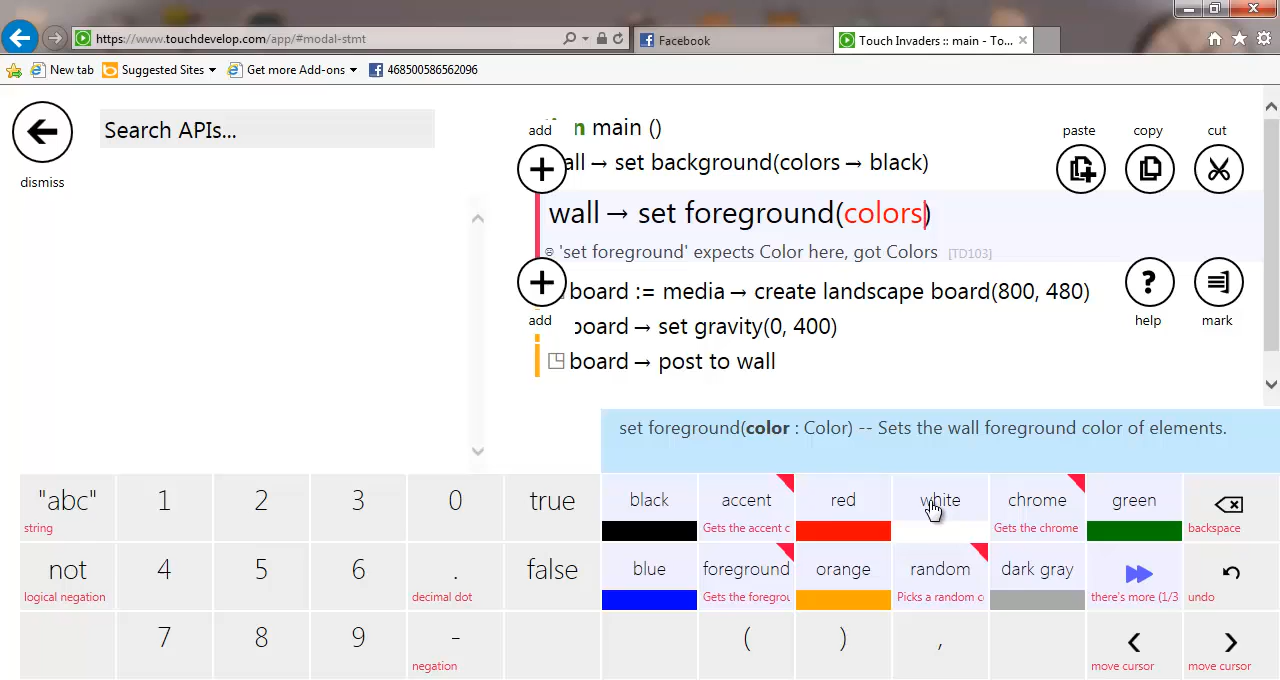 https://www.touchdevelop.com/app/#modal-stmt
Facebook
Touch Invaders :: main - To...
New tab
Suggested Sites
Get more Add-ons
468500586562096
dismiss
Search APIs...
add
n main ()
wall → set background(colors → black)
wall → set foreground(colors)
'set foreground' expects Color here, got Colors [TD103]
add
board := media → create landscape board(800, 480)
board → set gravity(0, 400)
board → post to wall
paste
copy
cut
?
help
mark
set foreground(color : Color) -- Sets the wall foreground color of elements.
"abc"
string
1
2
3
0
true
black
accent
Gets the accent c
red
white
chrome
Gets the chrome
green
backspace
not
logical negation
4
5
6
.
decimal dot
false
blue
foreground
Gets the foregrou
orange
random
Picks a random c
dark gray
there's more (1/3
undo
7
8
9
-
negation
(
)
,
move cursor
move cursor